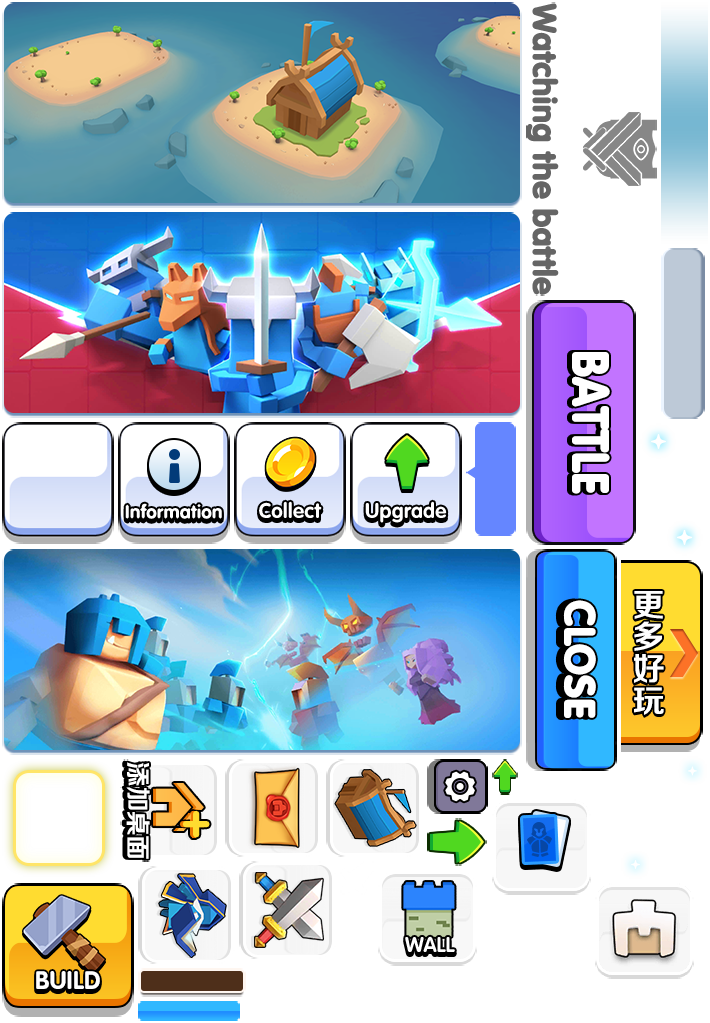 Watching the battle
BATTLE
Information
Collect
Upgrade
CLOSE
更多好玩
添加桌面
WALL
BUILD